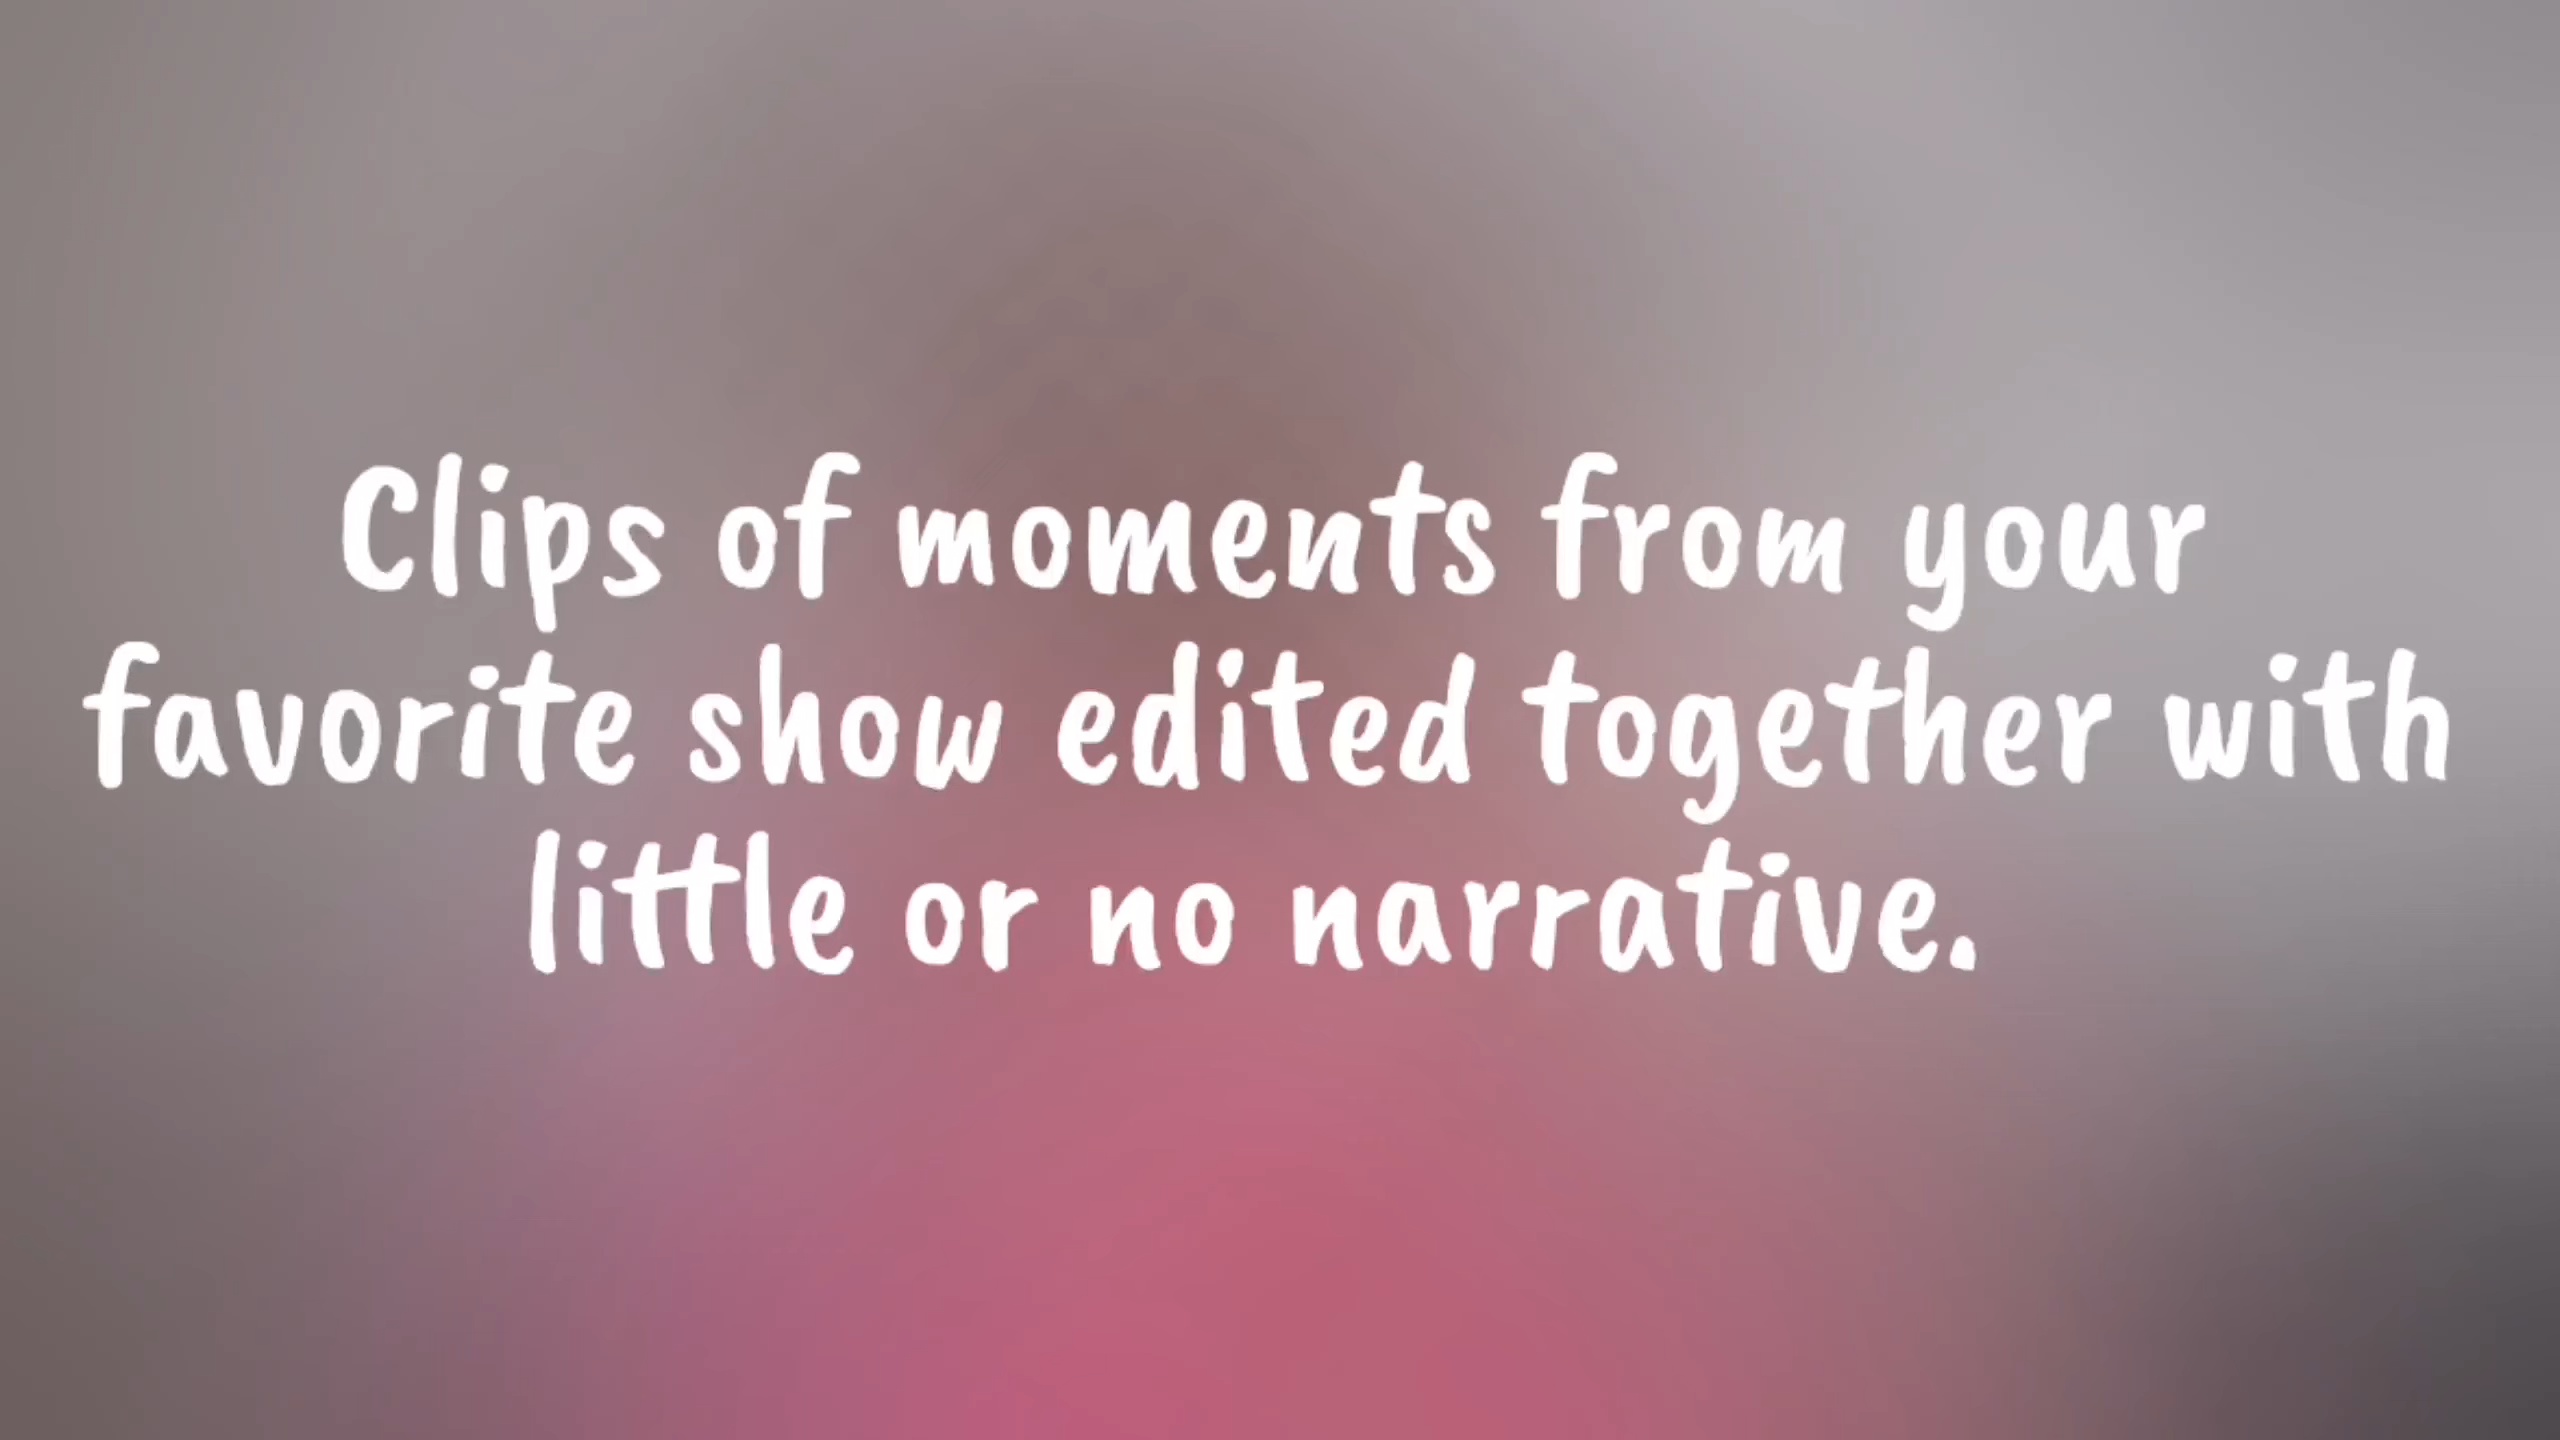 Clips of moments from your
favorite show edited together with
little or no narrative.